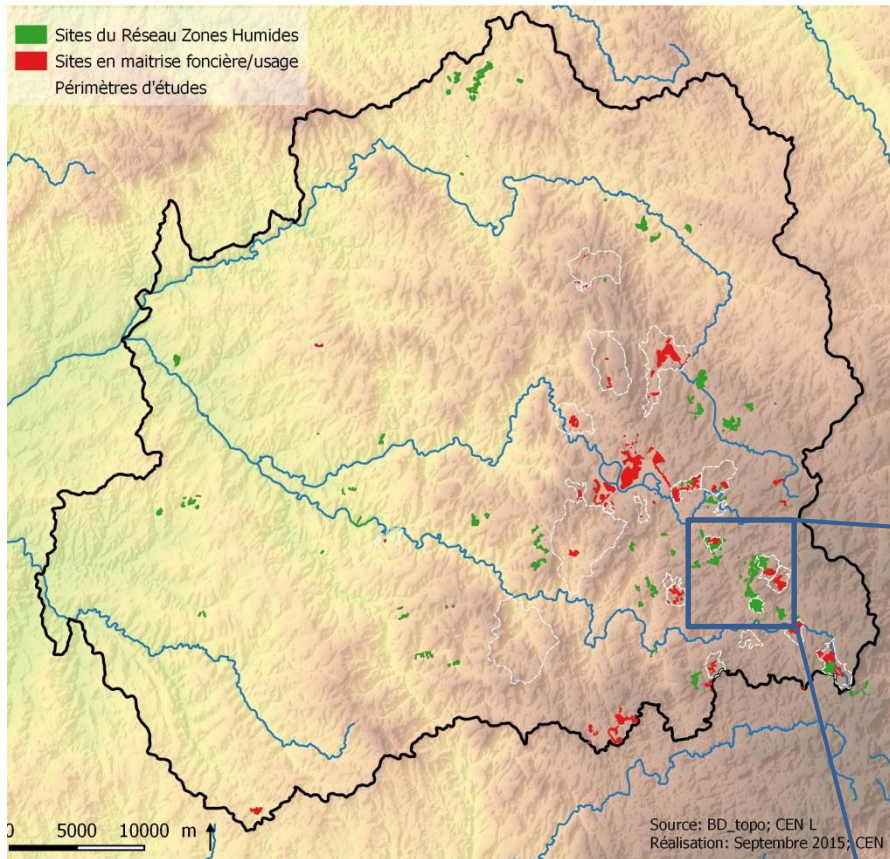 Sites du Réseau Zones Humides
Sites en maitrise foncière/usage
Périmètres d'études
0 5000 10000 m
Source: BD_topo; CEN L
Réalisation: Septembre 2015; CEN